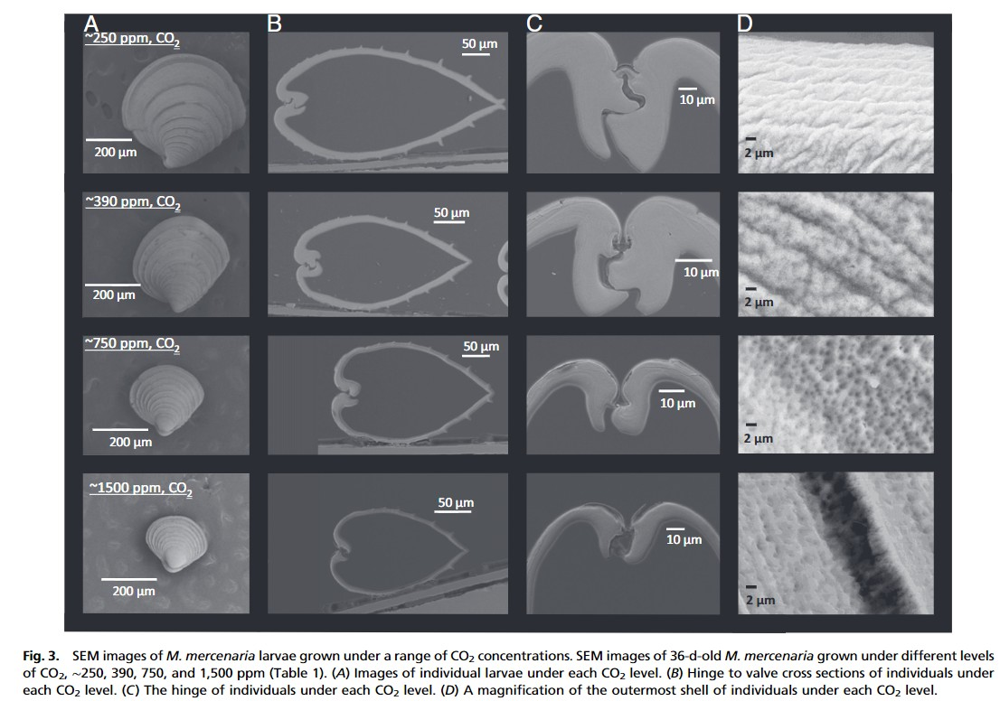 A
B
C
D
~250 ppm, CO2
200 μm
50 μm
10 μm
2 μm
~390 ppm, CO2
200 μm
50 μm
10 μm
2 μm
~750 ppm, CO2
200 μm
50 μm
10 μm
2 μm
~1500 ppm, CO2
200 μm
50 μm
10 μm
2 μm
Fig. 3. SEM images of M. mercenaria larvae grown under a range of CO2 concentrations. SEM images of 36-d-old M. mercenaria grown under different levels
of CO2, ~250, 390, 750, and 1,500 ppm (Table 1). (A) Images of individual larvae under each CO2 level. (B) Hinge to valve cross sections of individuals under
each CO2 level. (C) The hinge of individuals under each CO2 level. (D) A magnification of the outermost shell of individuals under each CO2 level.